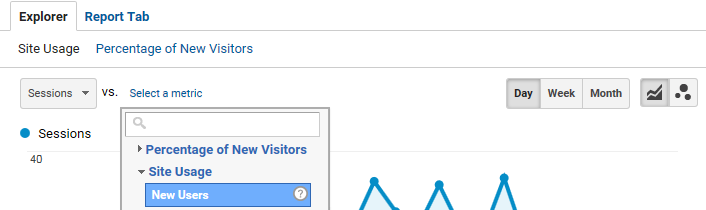 Explorer Report Tab
Site Usage Percentage of New Visitors
Sessions vs. Select a metric Day Week Month
Sessions
40
Percentage of New Visitors
Site Usage
New Users ?